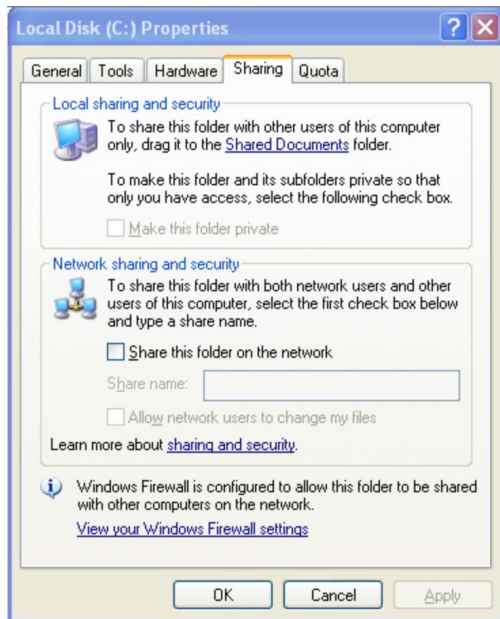 Local Disk (C:) Properties
General Tools Hardware Sharing Quota
Local sharing and security
To share this folder with other users of this computer
only, drag it to the Shared Documents folder.
To make this folder and its subfolders private so that
only you have access, select the following check box.
Make this folder private
Network sharing and security
To share this folder with both network users and other
users of this computer, select the first check box below
and type a share name.
Share this folder on the network
Share name:
Allow network users to change my files
Learn more about sharing and security.
Windows Firewall is configured to allow this folder to be shared
with other computers on the network.
View your Windows Firewall settings
OK Cancel Apply